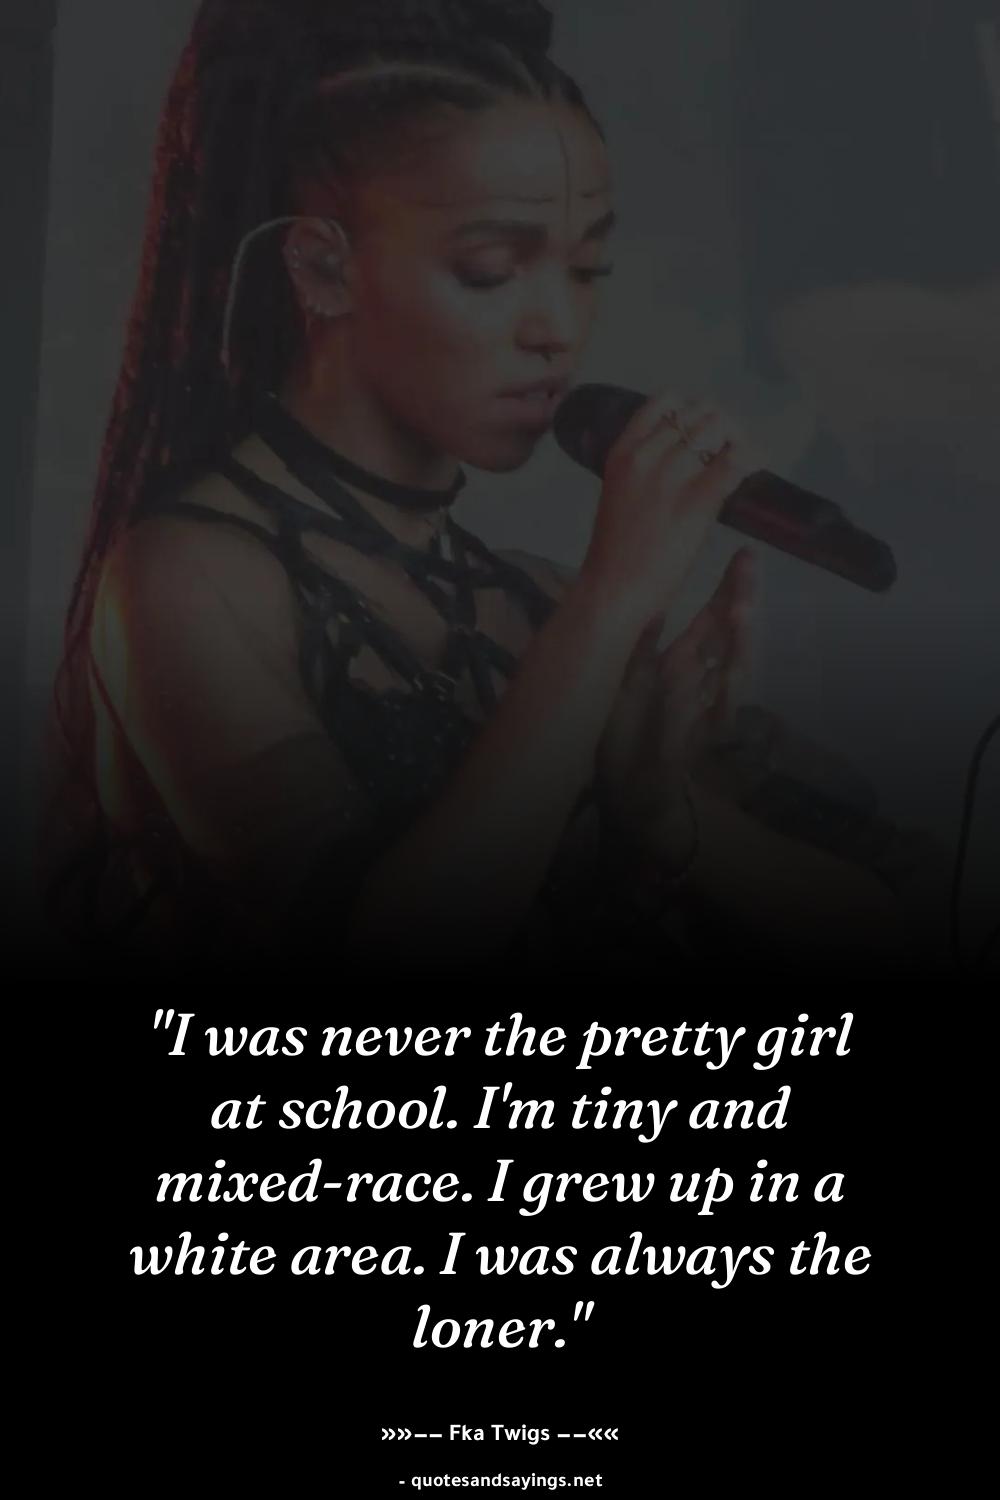 "I was never the pretty girl
at school. I'm tiny and
mixed-race. I grew up in a
white area. I was always the
loner."
»»−− Fka Twigs −−««
- quotesandsayings.net